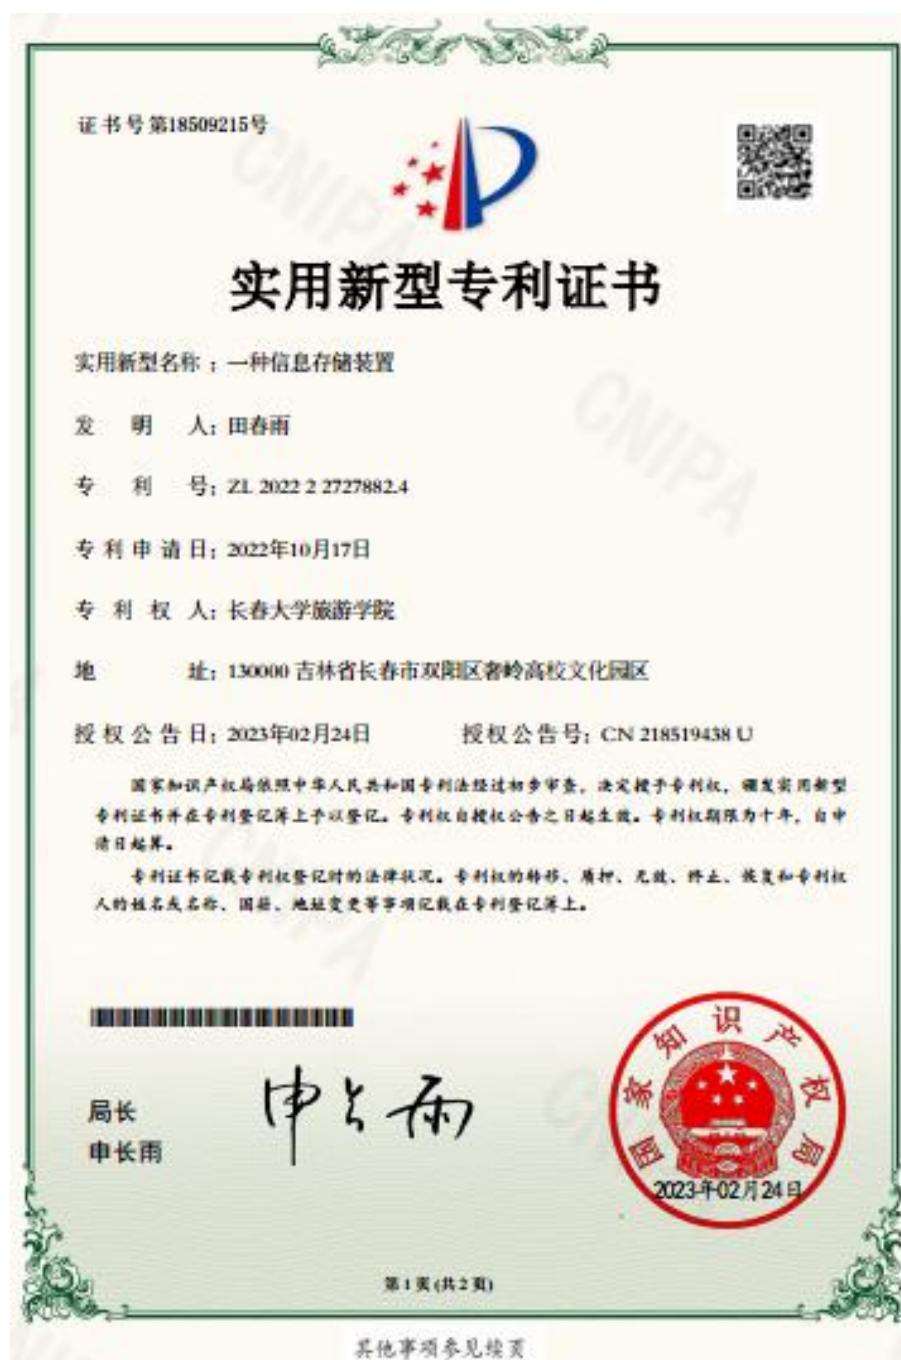 证书号第18509215号
实用新型专利证书
实用新型名称：一种信息存储装置
发明人：田春雨
专利号：ZL 2022 2 2727882.4
专利申请日：2022年10月17日
专利权人：长春大学旅游学院
地址：130000 吉林省长春市双阳区奢岭高校文化园区
授权公告日：2023年02月24日 授权公告号：CN 218519438 U
国家知识产权局依照中华人民共和国专利法经过初步审查，决定授予专利权，颁发实用新型
专利证书并在专利登记簿上予以登记。专利权自授权公告之日起生效。专利权期限为十年，自申
请日起算。
专利证书记载专利权登记时的法律状况。专利权的转移、质押、无效、终止、恢复和专利权
人的姓名或名称、国籍、地址变更等事项记载在专利登记簿上。
局长
申长雨
申长雨
国家知识产权局
2023年02月24日
第1页(共2页)
其他事项参见续页
CNIPA
CNIPA
CNIPA